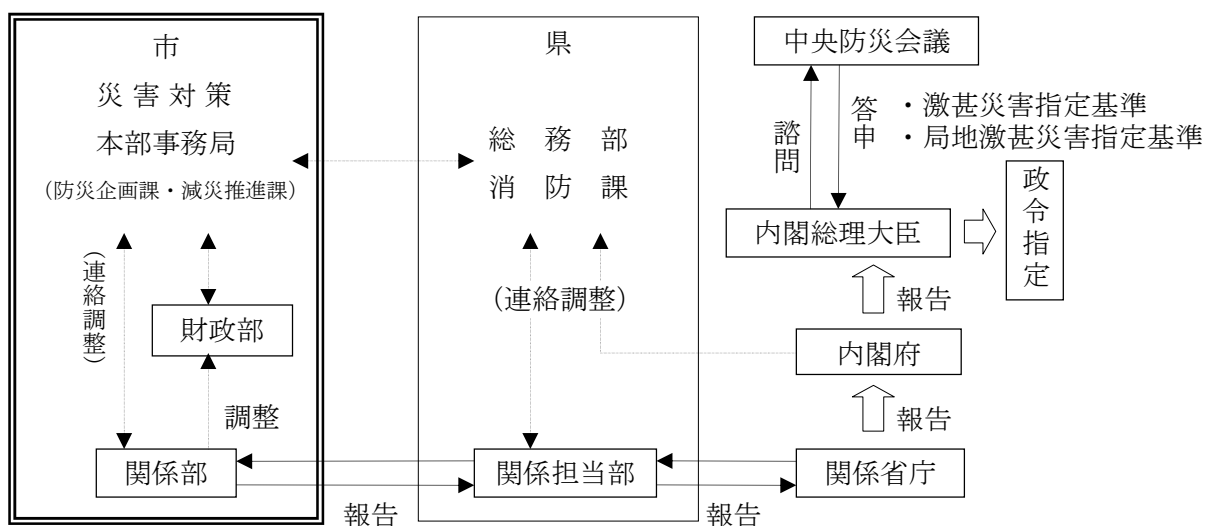 市
災害対策
本部事務局
(防災企画課・減災推進課)
(連絡調整)
財政部
調整
関係部
報告
県
総務部
消防課
(連絡調整)
関係担当部
報告
中央防災会議
諮問
答申
・激甚災害指定基準
・局地激甚災害指定基準
内閣総理大臣
政令指定
報告
内閣府
報告
関係省庁